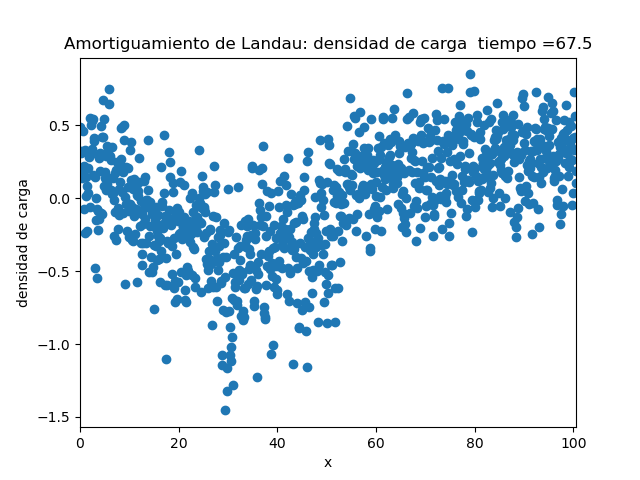 Amortiguamiento de Landau: densidad de carga  tiempo =67.5
densidad de carga
0.5
0.0
−0.5
−1.0
−1.5
0 20 40 60 80 100
x